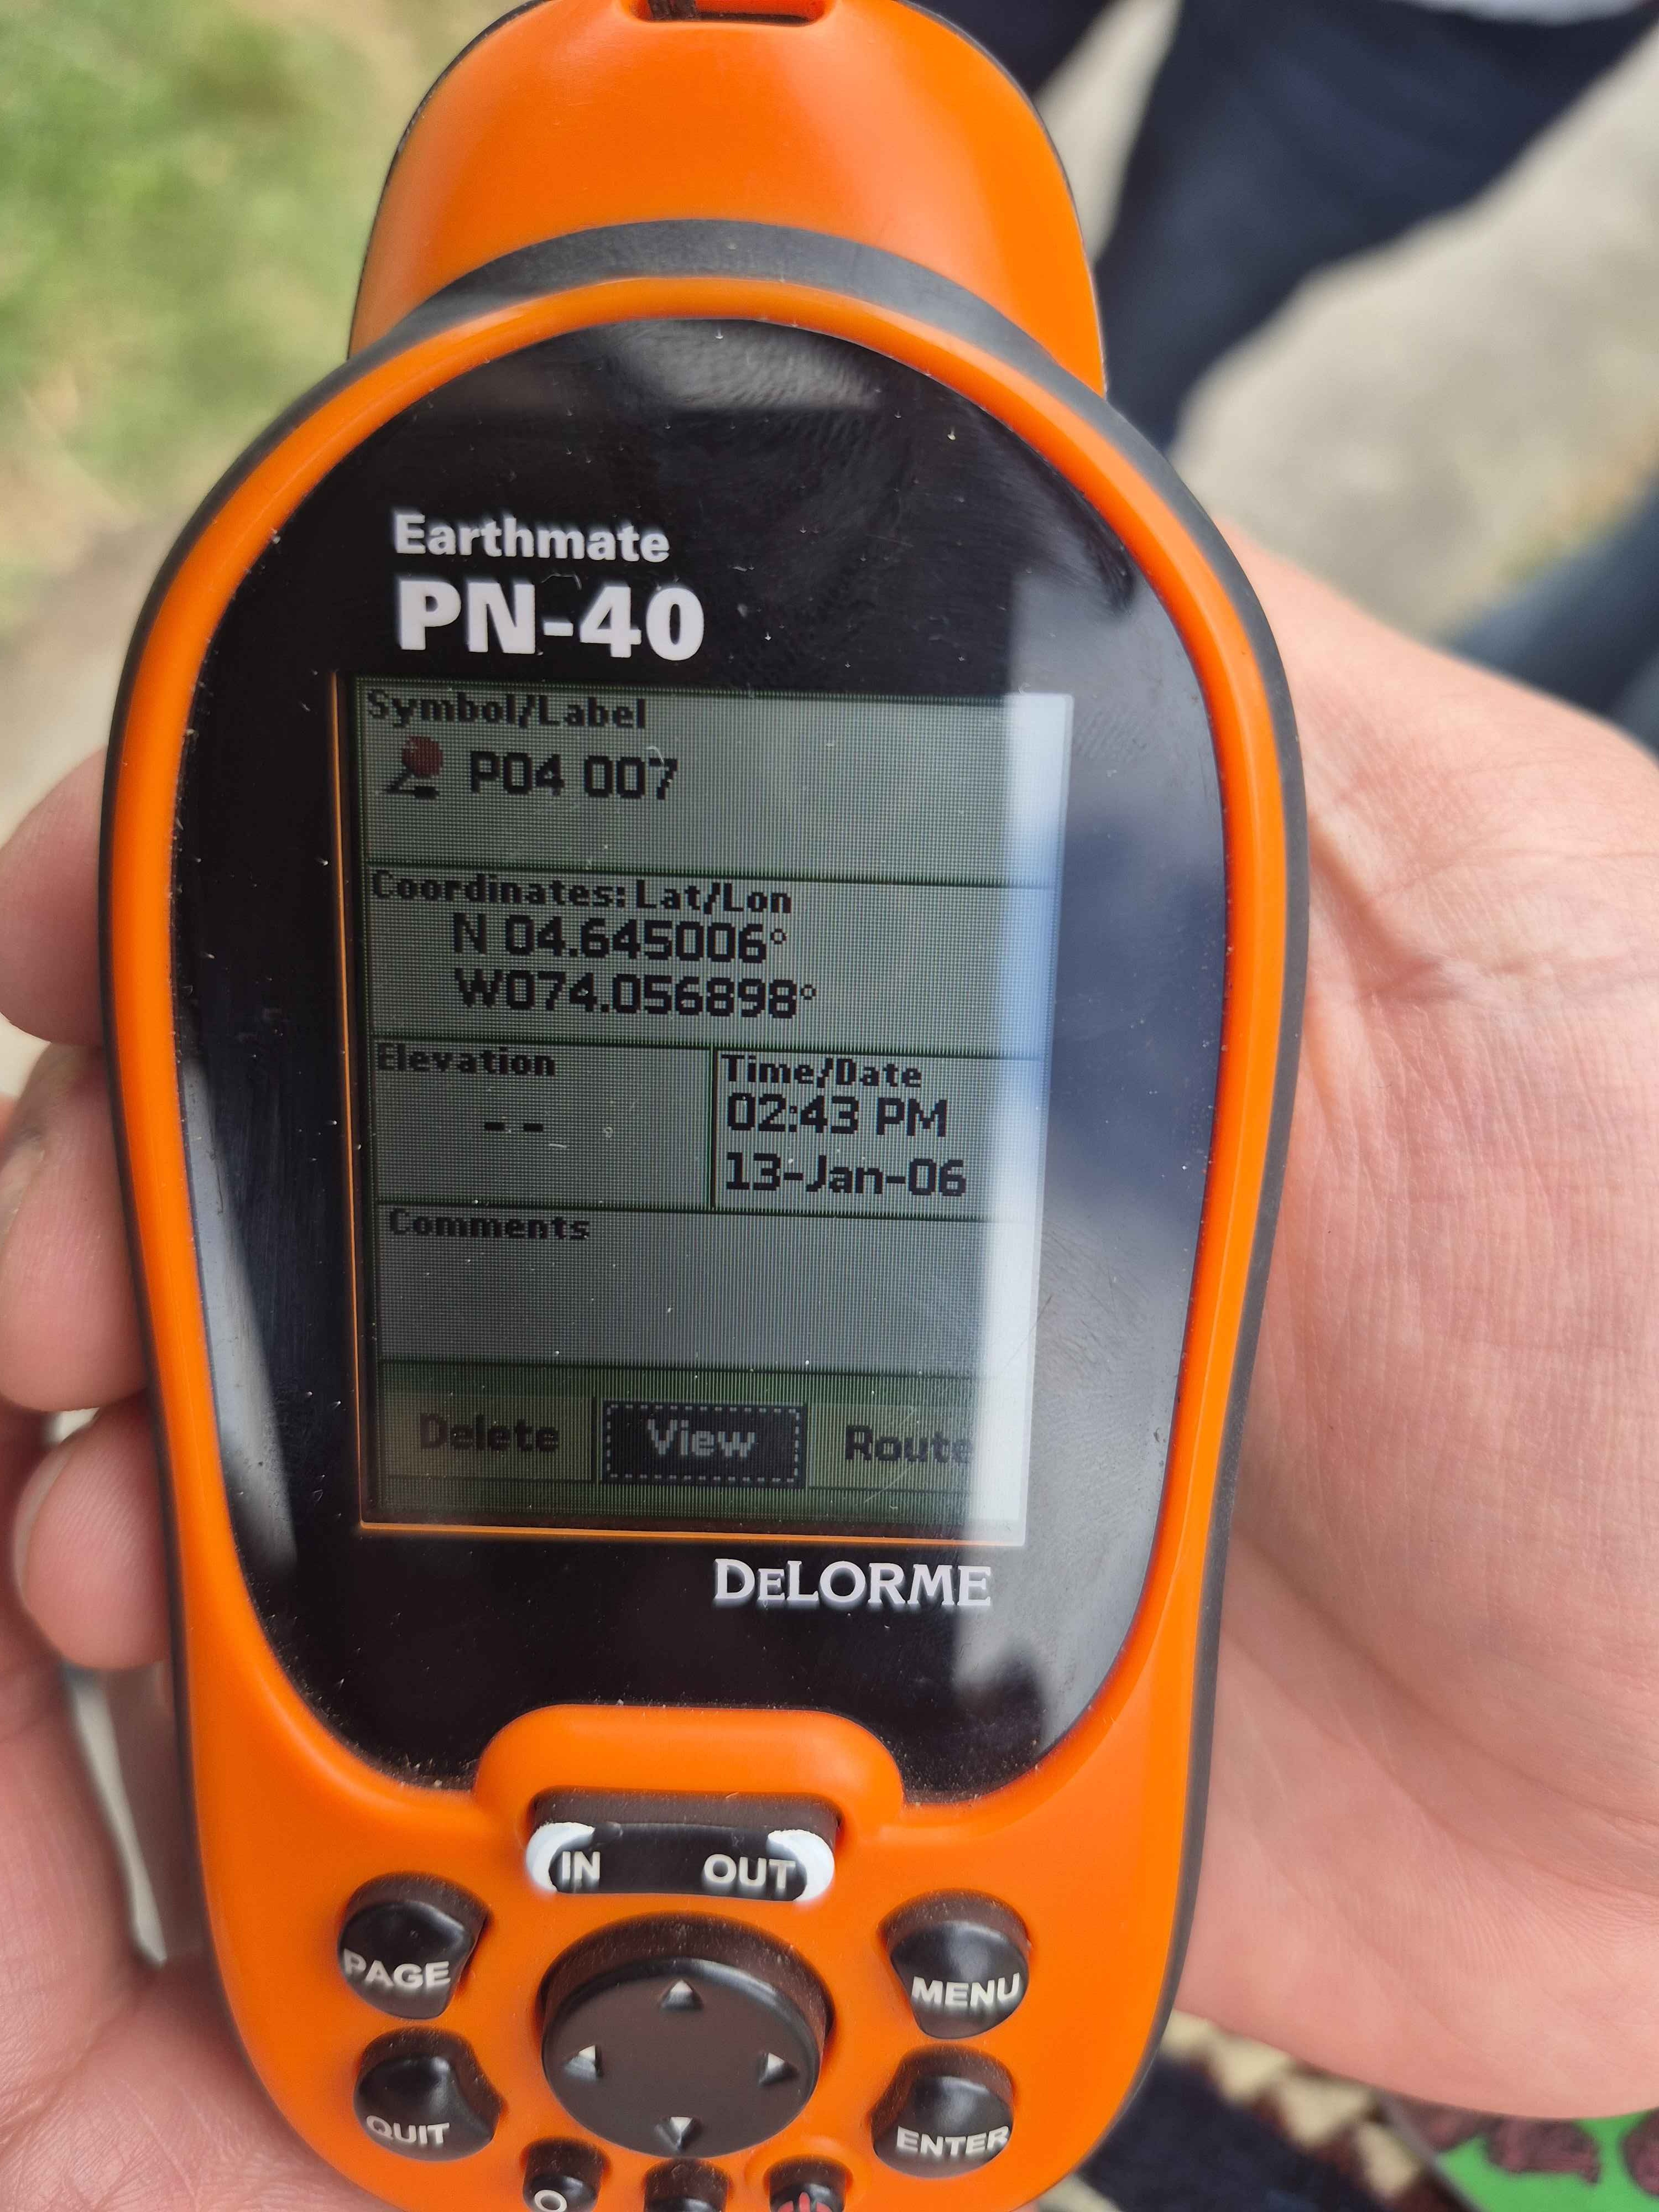 Earthmate
PN-40
Symbol/Label
P04 007
Coordinates: Lat/Lon
N 04.645006°
W074.056898°
Elevation
--
Time/Date
02:43 PM
13-Jan-06
Comments
Delete View Route
DELORME
IN OUT
PAGE
MENU
QUIT
ENTER